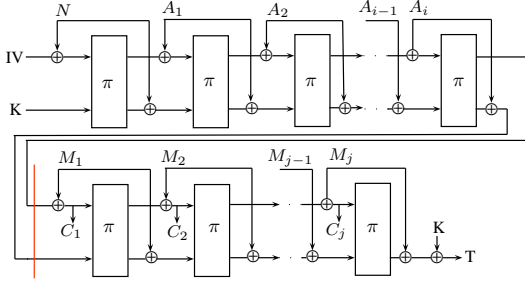 N A₁ A₂ Aᵢ₋₁ Aᵢ
IV π π π · · π
K · ·
M₁ M₂ Mⱼ₋₁ Mⱼ
C₁ C₂ Cⱼ K
π π · · π
· · T